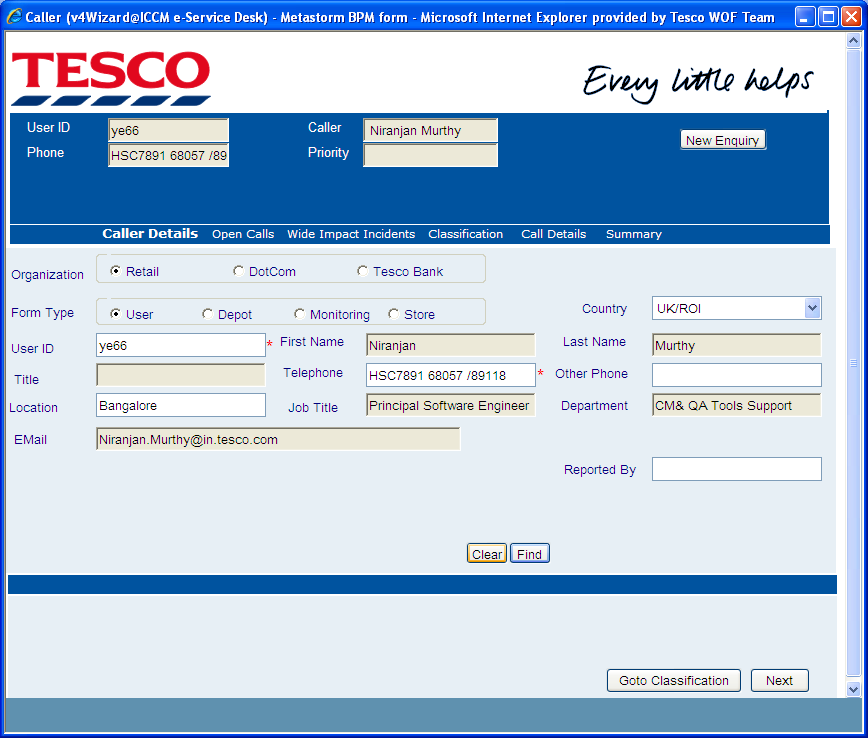 Caller (v4Wizard@ICCM e-Service Desk) - Metastorm BPM form - Microsoft Internet Explorer provided by Tesco WOF Team
TESCO
Every little helps
User ID ye66 Caller Niranjan Murthy
New Enquiry
Phone HSC7891 68057 /89 Priority
Caller Details Open Calls Wide Impact Incidents Classification Call Details Summary
Organization Retail DotCom Tesco Bank
Form Type User Depot Monitoring Store Country UK/ROI
User ID ye66 * First Name Niranjan Last Name Murthy
Title Telephone HSC7891 68057 /89118 * Other Phone
Location Bangalore Job Title Principal Software Engineer Department CM& QA Tools Support
EMail Niranjan.Murthy@in.tesco.com
Reported By
Clear Find
Goto Classification Next